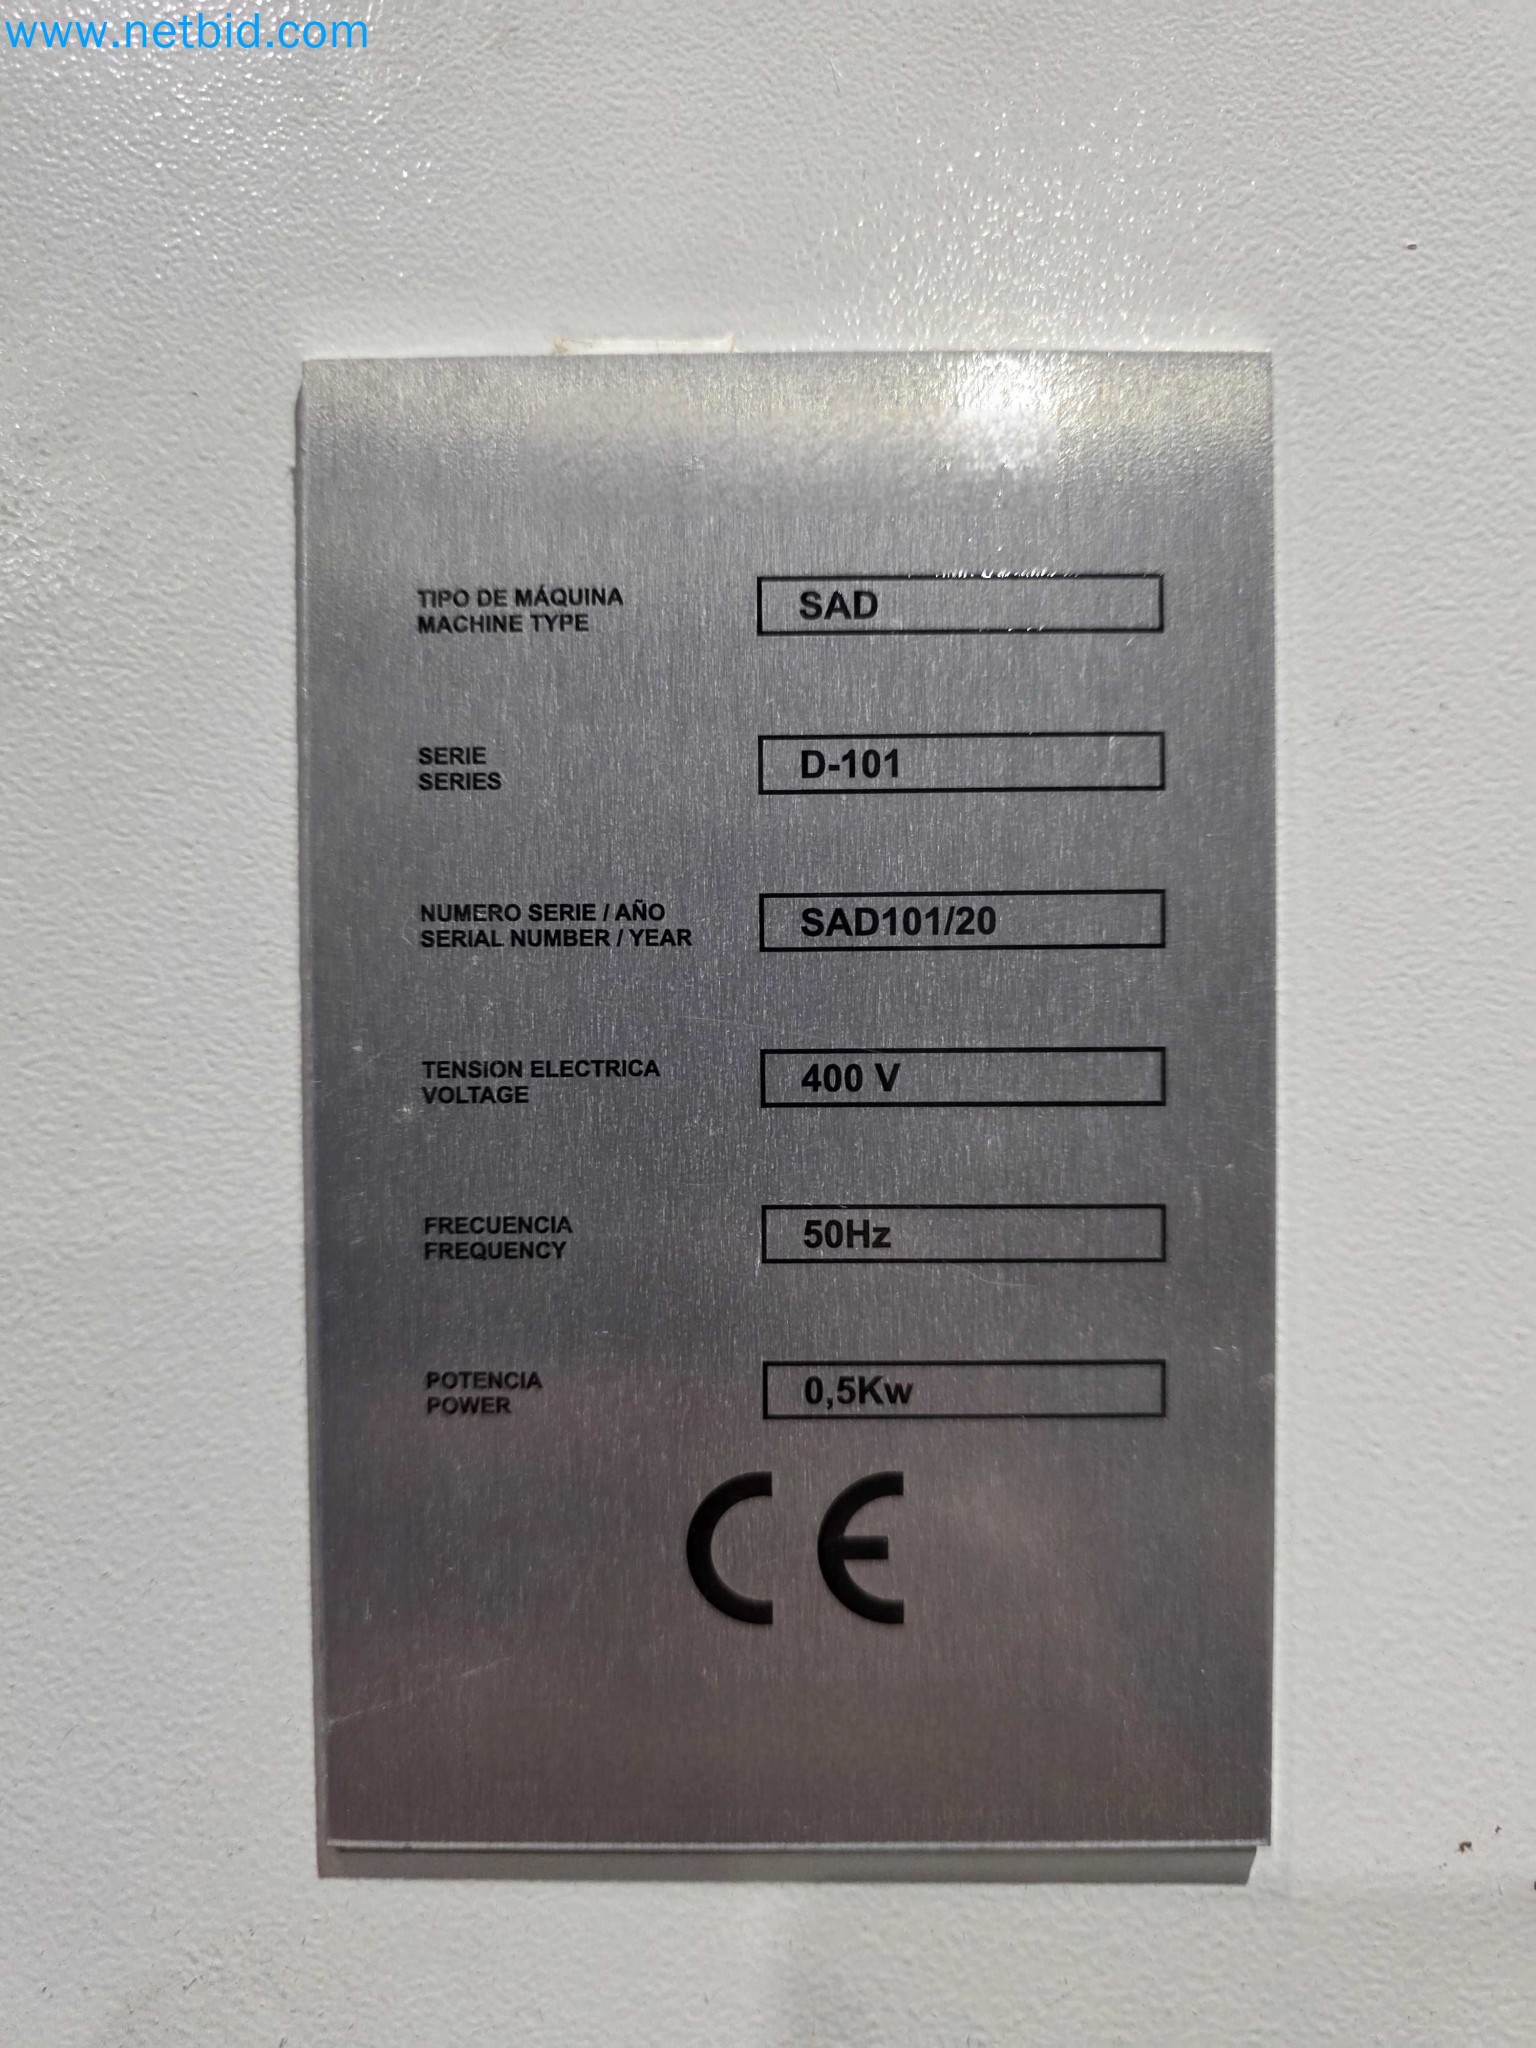 www.netbid.com
TIPO DE MÁQUINA
MACHINE TYPE
SAD
SERIE
SERIES
D-101
NUMERO SERIE / AÑO
SERIAL NUMBER / YEAR
SAD101/20
TENSION ELECTRICA
VOLTAGE
400 V
FRECUENCIA
FREQUENCY
50Hz
POTENCIA
POWER
0,5Kw
CE